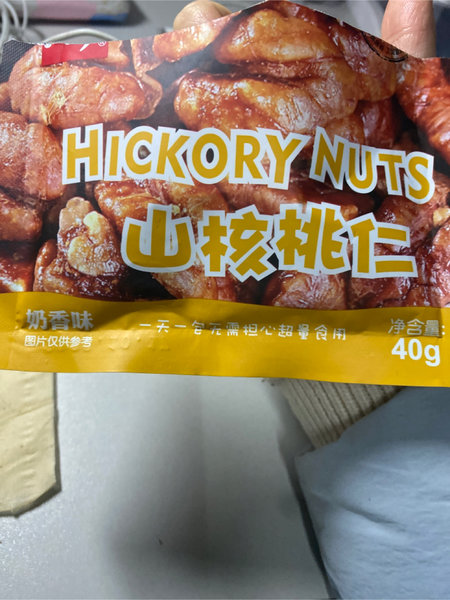 HICKORY NUTS
山核桃仁
奶香味
图片仅供参考
一天一包无需担心超量食用
净含量:
40g